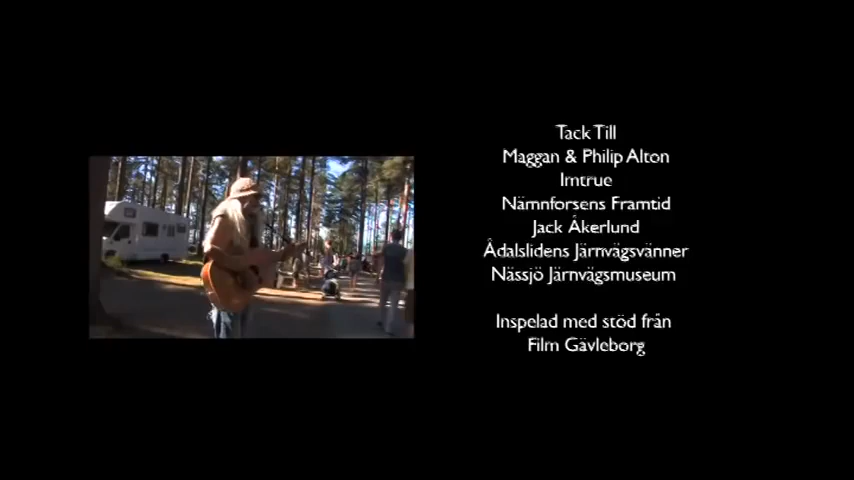 Tack Till
Maggan & Philip Alton
Imtrue
Nämnforsens Framtid
Jack Åkerlund
Ådalslidens Järnvägsvänner
Nässjö Järnvägsmuseum
Inspelad med stöd från
Film Gävleborg